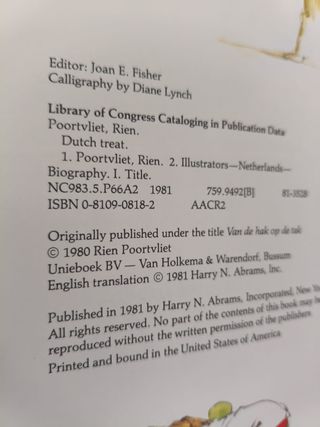 Editor: Joan E. Fisher
Calligraphy by Diane Lynch
Library of Congress Cataloging in Publication Data
Poortvliet, Rien.
Dutch treat.
1. Poortvliet, Rien. 2. Illustrators—Netherlands—
Biography. I. Title.
NC983.5.P66A2 1981 759.9492[B] 81-3528
ISBN 0-8109-0818-2 AACR2
Originally published under the title Van de hak op de tak
© 1980 Rien Poortvliet
Unieboek BV — Van Holkema & Warendorf, Bussum
English translation © 1981 Harry N. Abrams, Inc.
Published in 1981 by Harry N. Abrams, Incorporated, New
All rights reserved. No part of the contents of this book may
reproduced without the written permission of the publishers
Printed and bound in the United States of America